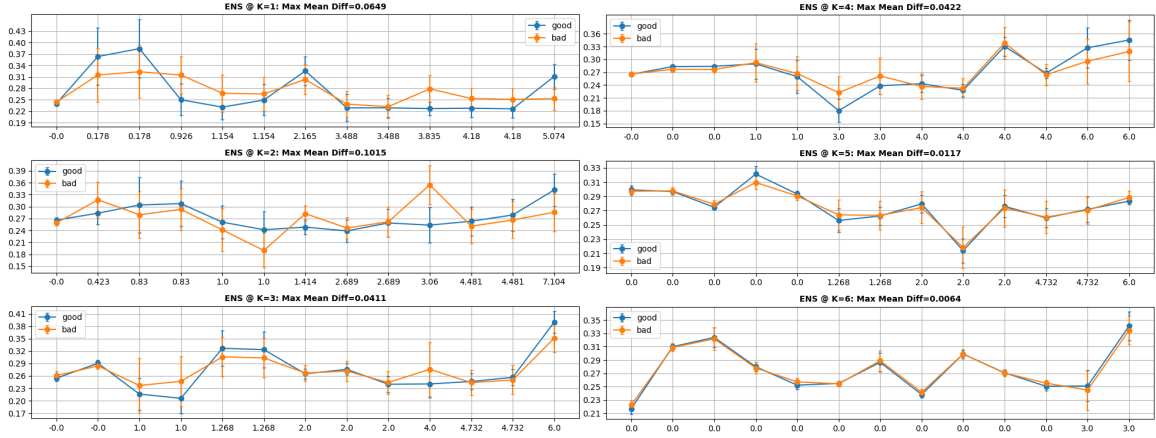 ENS @ K=1: Max Mean Diff=0.0649
good
bad
0.43
0.40
0.37
0.34
0.31
0.28
0.25
0.22
0.19
-0.0 0.178 0.178 0.926 1.154 1.154 2.165 3.488 3.488 3.835 4.18 4.18 5.074
ENS @ K=2: Max Mean Diff=0.1015
good
bad
0.39
0.36
0.33
0.30
0.27
0.24
0.21
0.18
0.15
-0.0 0.423 0.83 0.83 1.0 1.0 1.414 2.689 2.689 3.06 4.481 4.481 7.104
ENS @ K=3: Max Mean Diff=0.0411
good
bad
0.41
0.38
0.35
0.32
0.29
0.26
0.23
0.20
0.17
-0.0 -0.0 1.0 1.0 1.268 1.268 2.0 2.0 4.0 4.0 4.732 4.732 6.0
ENS @ K=4: Max Mean Diff=0.0422
good
bad
0.36
0.33
0.30
0.27
0.24
0.21
0.18
0.15
-0.0 0.0 0.0 1.0 1.0 3.0 3.0 4.0 4.0 4.0 4.0 6.0 6.0
ENS @ K=5: Max Mean Diff=0.0117
good
bad
0.33
0.31
0.29
0.27
0.25
0.23
0.21
0.19
0.0 0.0 0.0 0.0 0.0 1.268 1.268 2.0 2.0 2.0 4.732 4.732 6.0
ENS @ K=6: Max Mean Diff=0.0064
good
bad
0.35
0.33
0.31
0.29
0.27
0.25
0.23
0.21
0.0 0.0 0.0 0.0 0.0 0.0 0.0 0.0 0.0 0.0 0.0 3.0 3.0